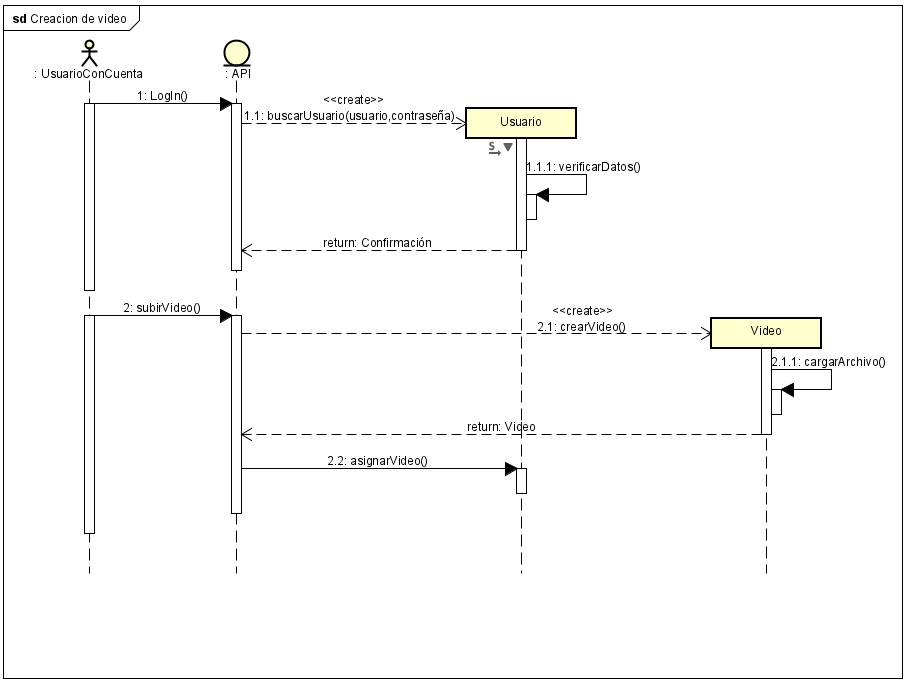 sd Creacion de video
: UsuarioConCuenta
: API
1: LogIn()
<<create>>
1.1: buscarUsuario(usuario,contraseña)
Usuario
S
1.1.1: verificarDatos()
return: Confirmación
2: subirVideo()
<<create>>
2.1: crearVideo()
Video
2.1.1: cargarArchivo()
return: Video
2.2: asignarVideo()